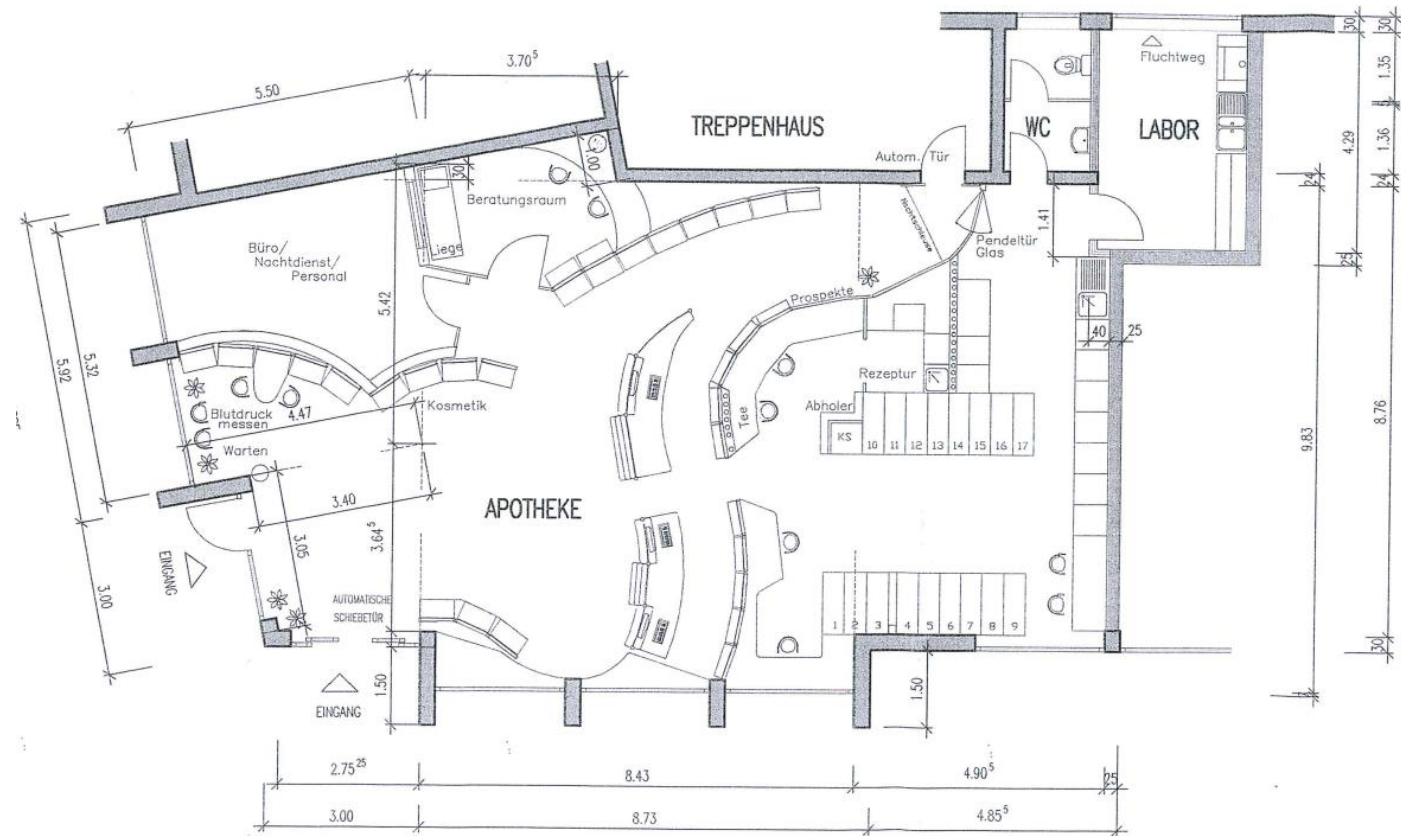 30
30
3.70⁵
Fluchtweg
5.50
1.35
TREPPENHAUS
WC
LABOR
5
4.29
1.36
Autom. Tür
1.00
30
24
24
Beratungsraum
Nachtschleuse
1.41
Büro/
Nachtdienst/
Personal
Liege
Pendeltür
Glas
25
5.42
Prospekte
40
25
5.92
5.32
Rezeptur
Kosmetik
Abholer
Tee
Blutdruck
messen
4.47
KS
10 11 12 13 14 15 16 17
8.76
9.83
Warten
3.40
APOTHEKE
3.64⁵
3.05
EINGANG
3.00
AUTOMATISCHE
SCHIEBETÜR
1 2 3 4 5 6 7 8 9
30
1.50
1.50
EINGANG
2.75²⁵
8.43
4.90⁵
25
3.00
8.73
4.85⁵